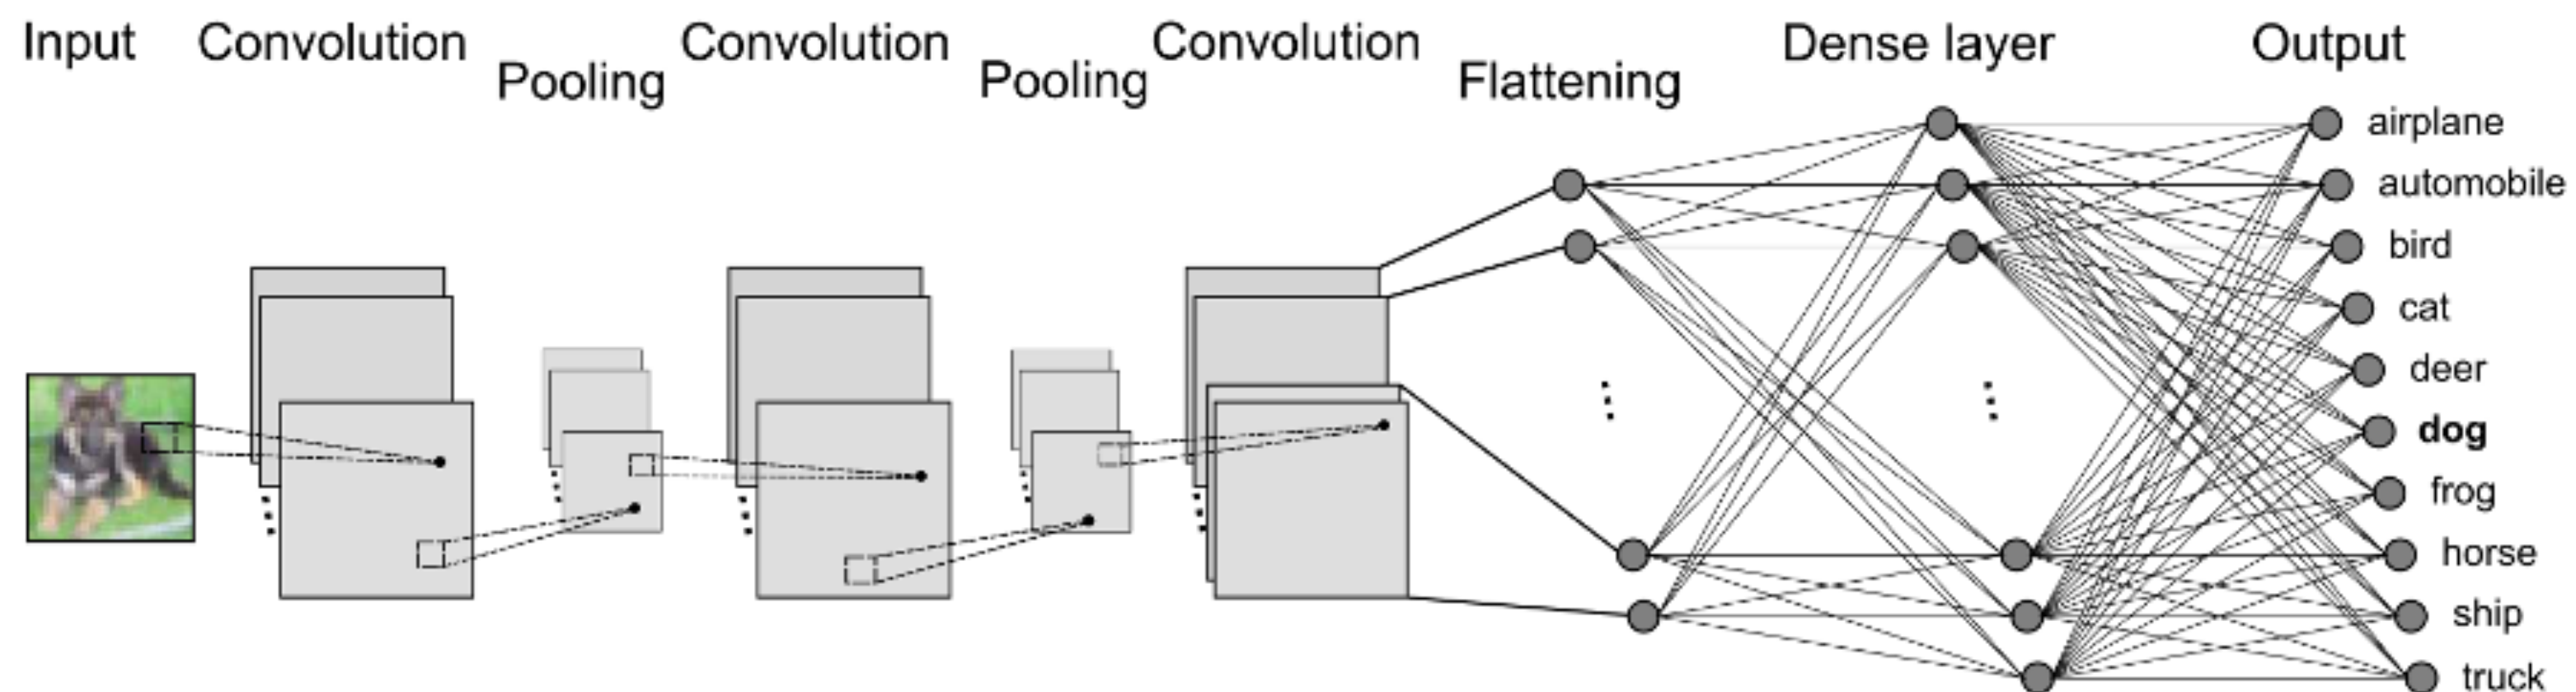 Input
Convolution
Pooling
Convolution
Pooling
Convolution
Flattening
Dense layer
Output
airplane
automobile
bird
cat
deer
dog
frog
horse
ship
truck